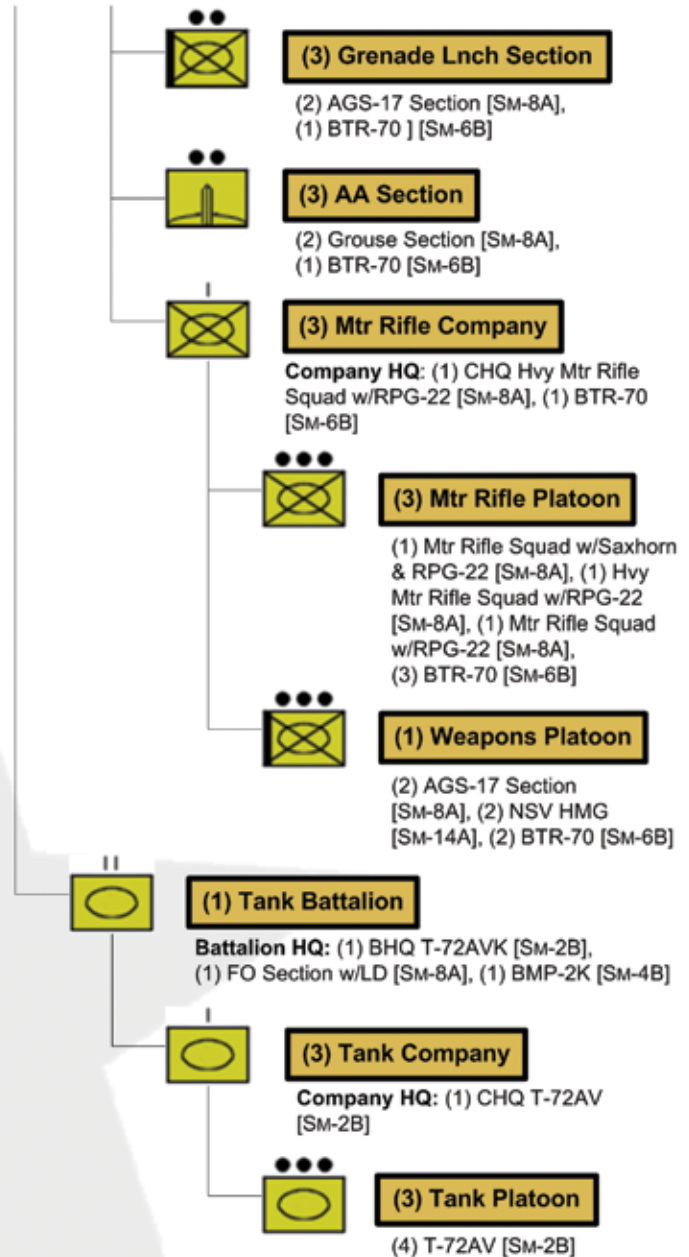 (3) Grenade Lnch Section
(2) AGS-17 Section [SM-8A],
(1) BTR-70 ] [SM-6B]
(3) AA Section
(2) Grouse Section [SM-8A],
(1) BTR-70 [SM-6B]
(3) Mtr Rifle Company
Company HQ: (1) CHQ Hvy Mtr Rifle
Squad w/RPG-22 [SM-8A], (1) BTR-70
[SM-6B]
(3) Mtr Rifle Platoon
(1) Mtr Rifle Squad w/Saxhorn
& RPG-22 [SM-8A], (1) Hvy
Mtr Rifle Squad w/RPG-22
[SM-8A], (1) Mtr Rifle Squad
w/RPG-22 [SM-8A],
(3) BTR-70 [SM-6B]
(1) Weapons Platoon
(2) AGS-17 Section
[SM-8A], (2) NSV HMG
[SM-14A], (2) BTR-70 [SM-6B]
(1) Tank Battalion
Battalion HQ: (1) BHQ T-72AVK [SM-2B],
(1) FO Section w/LD [SM-8A], (1) BMP-2K [SM-4B]
(3) Tank Company
Company HQ: (1) CHQ T-72AV
[SM-2B]
(3) Tank Platoon
(4) T-72AV [SM-2B]